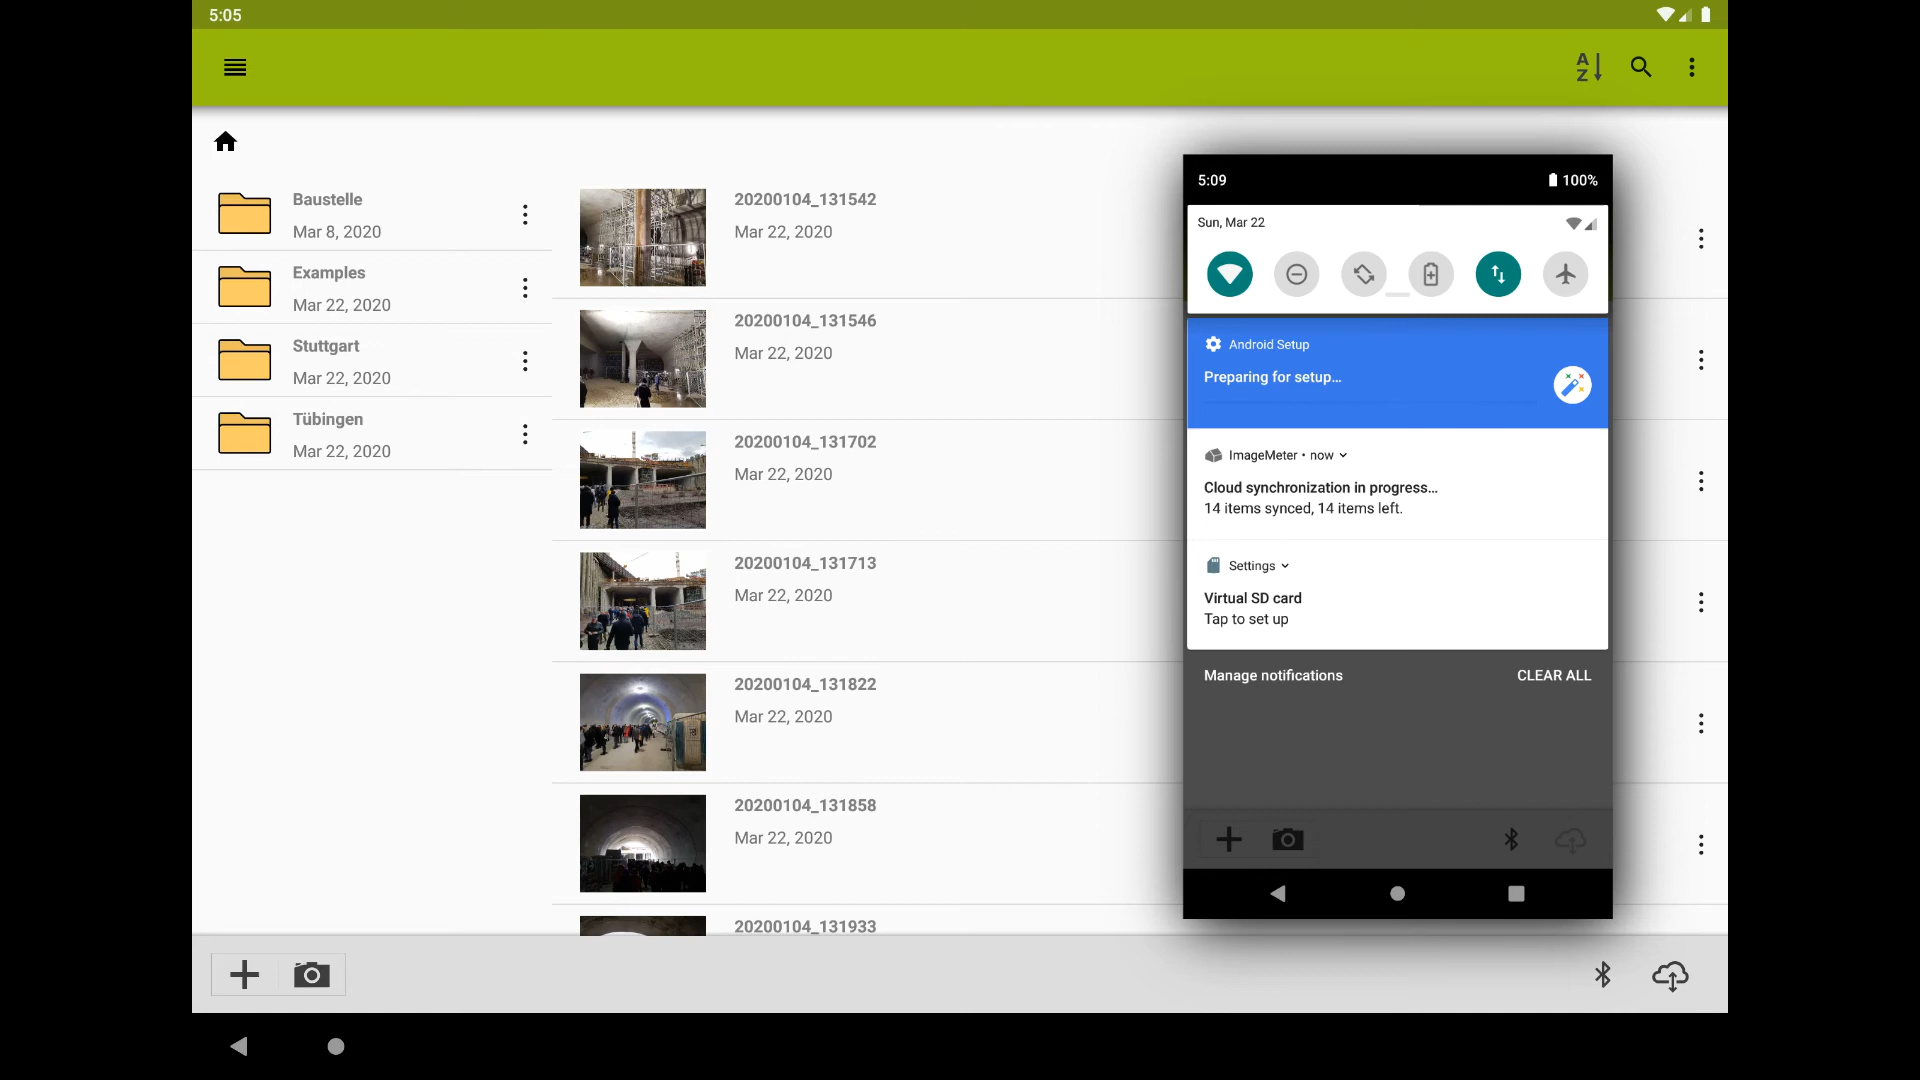 5:05
A
Z
Baustelle
Mar 8, 2020
Examples
Mar 22, 2020
Stuttgart
Mar 22, 2020
Tübingen
Mar 22, 2020
20200104_131542
Mar 22, 2020
20200104_131546
Mar 22, 2020
20200104_131702
Mar 22, 2020
20200104_131713
Mar 22, 2020
20200104_131822
Mar 22, 2020
20200104_131858
Mar 22, 2020
20200104_131933
5:09
100%
Sun, Mar 22
Android Setup
Preparing for setup…
ImageMeter • now
Cloud synchronization in progress…
14 items synced, 14 items left.
Settings
Virtual SD card
Tap to set up
Manage notifications
CLEAR ALL